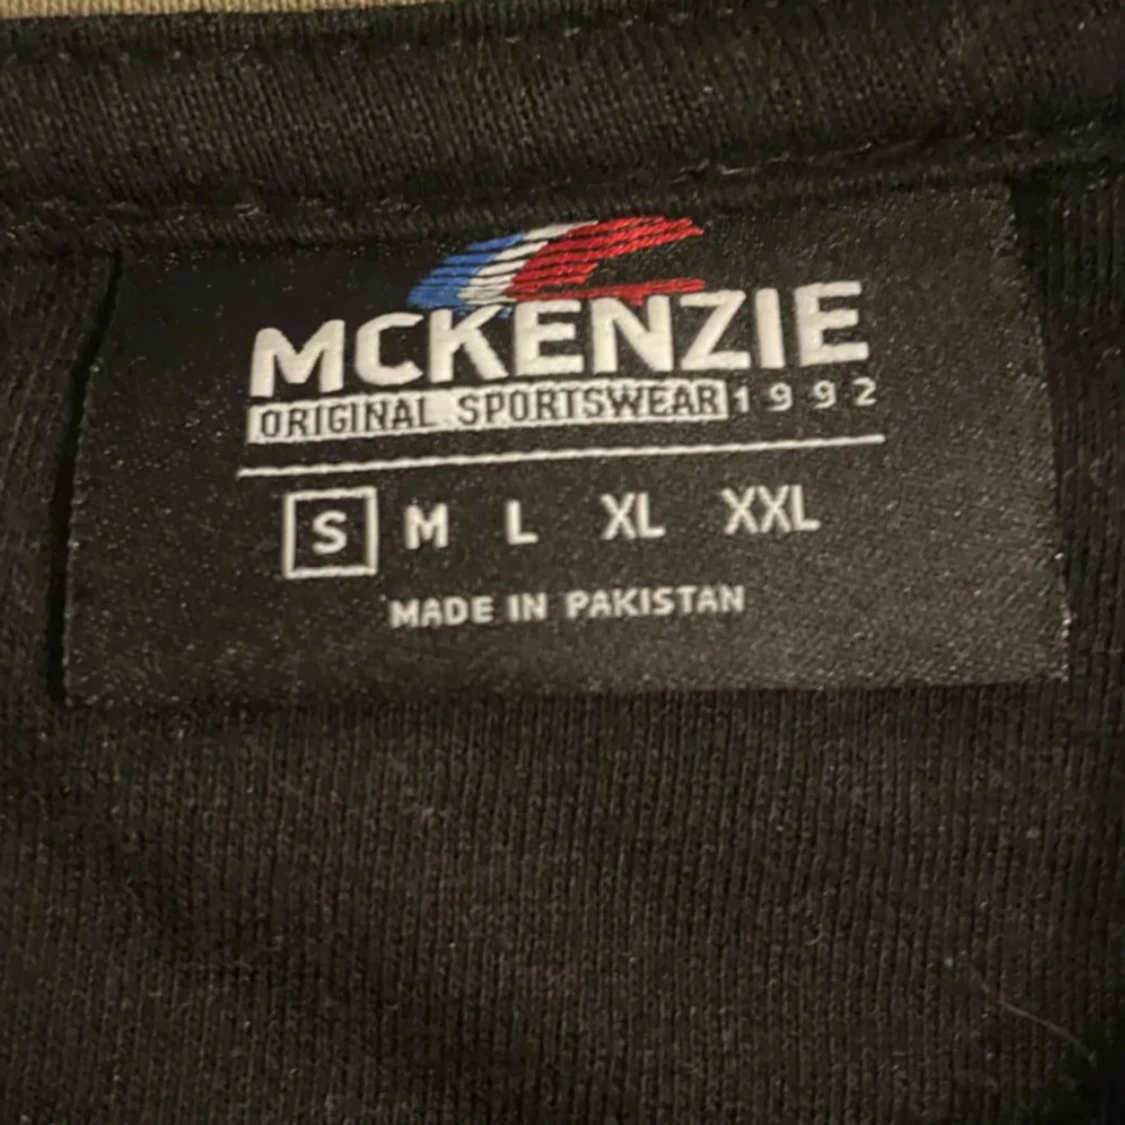 MCKENZIE
ORIGINAL SPORTSWEAR 1992
S M L XL XXL
MADE IN PAKISTAN